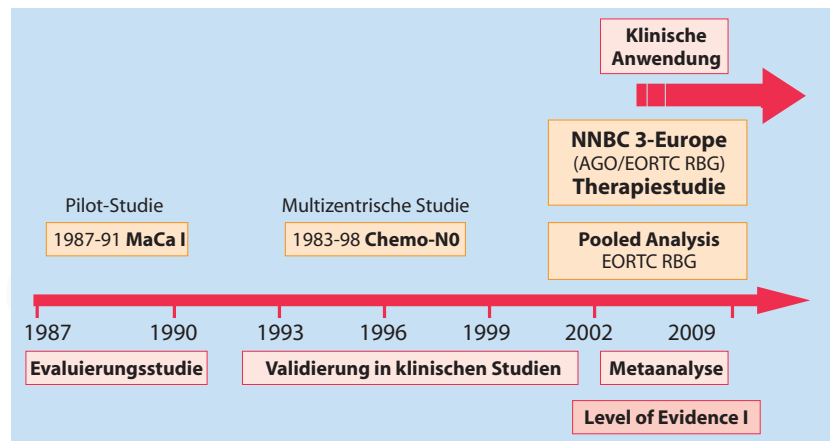 Klinische
Anwendung
NNBC 3-Europe
(AGO/EORTC RBG)
Therapiestudie
Pilot-Studie
1987-91 MaCa I
Multizentrische Studie
1983-98 Chemo-N0
Pooled Analysis
EORTC RBG
1987 1990 1993 1996 1999 2002 2009
Evaluierungsstudie
Validierung in klinischen Studien
Metaanalyse
Level of Evidence I